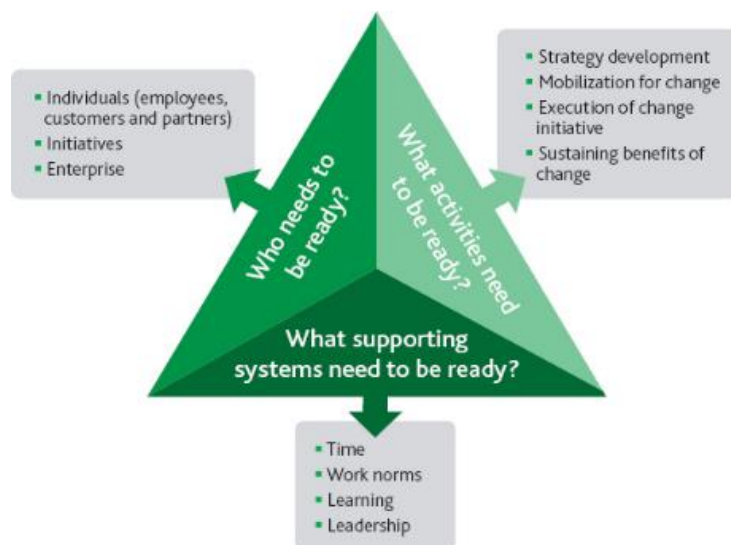 ▪ Individuals (employees,
customers and partners)
▪ Initiatives
▪ Enterprise
▪ Strategy development
▪ Mobilization for change
▪ Execution of change
initiative
▪ Sustaining benefits of
change
Who needs to
be ready?
What activities need
to be ready?
What supporting
systems need to be ready?
▪ Time
▪ Work norms
▪ Learning
▪ Leadership